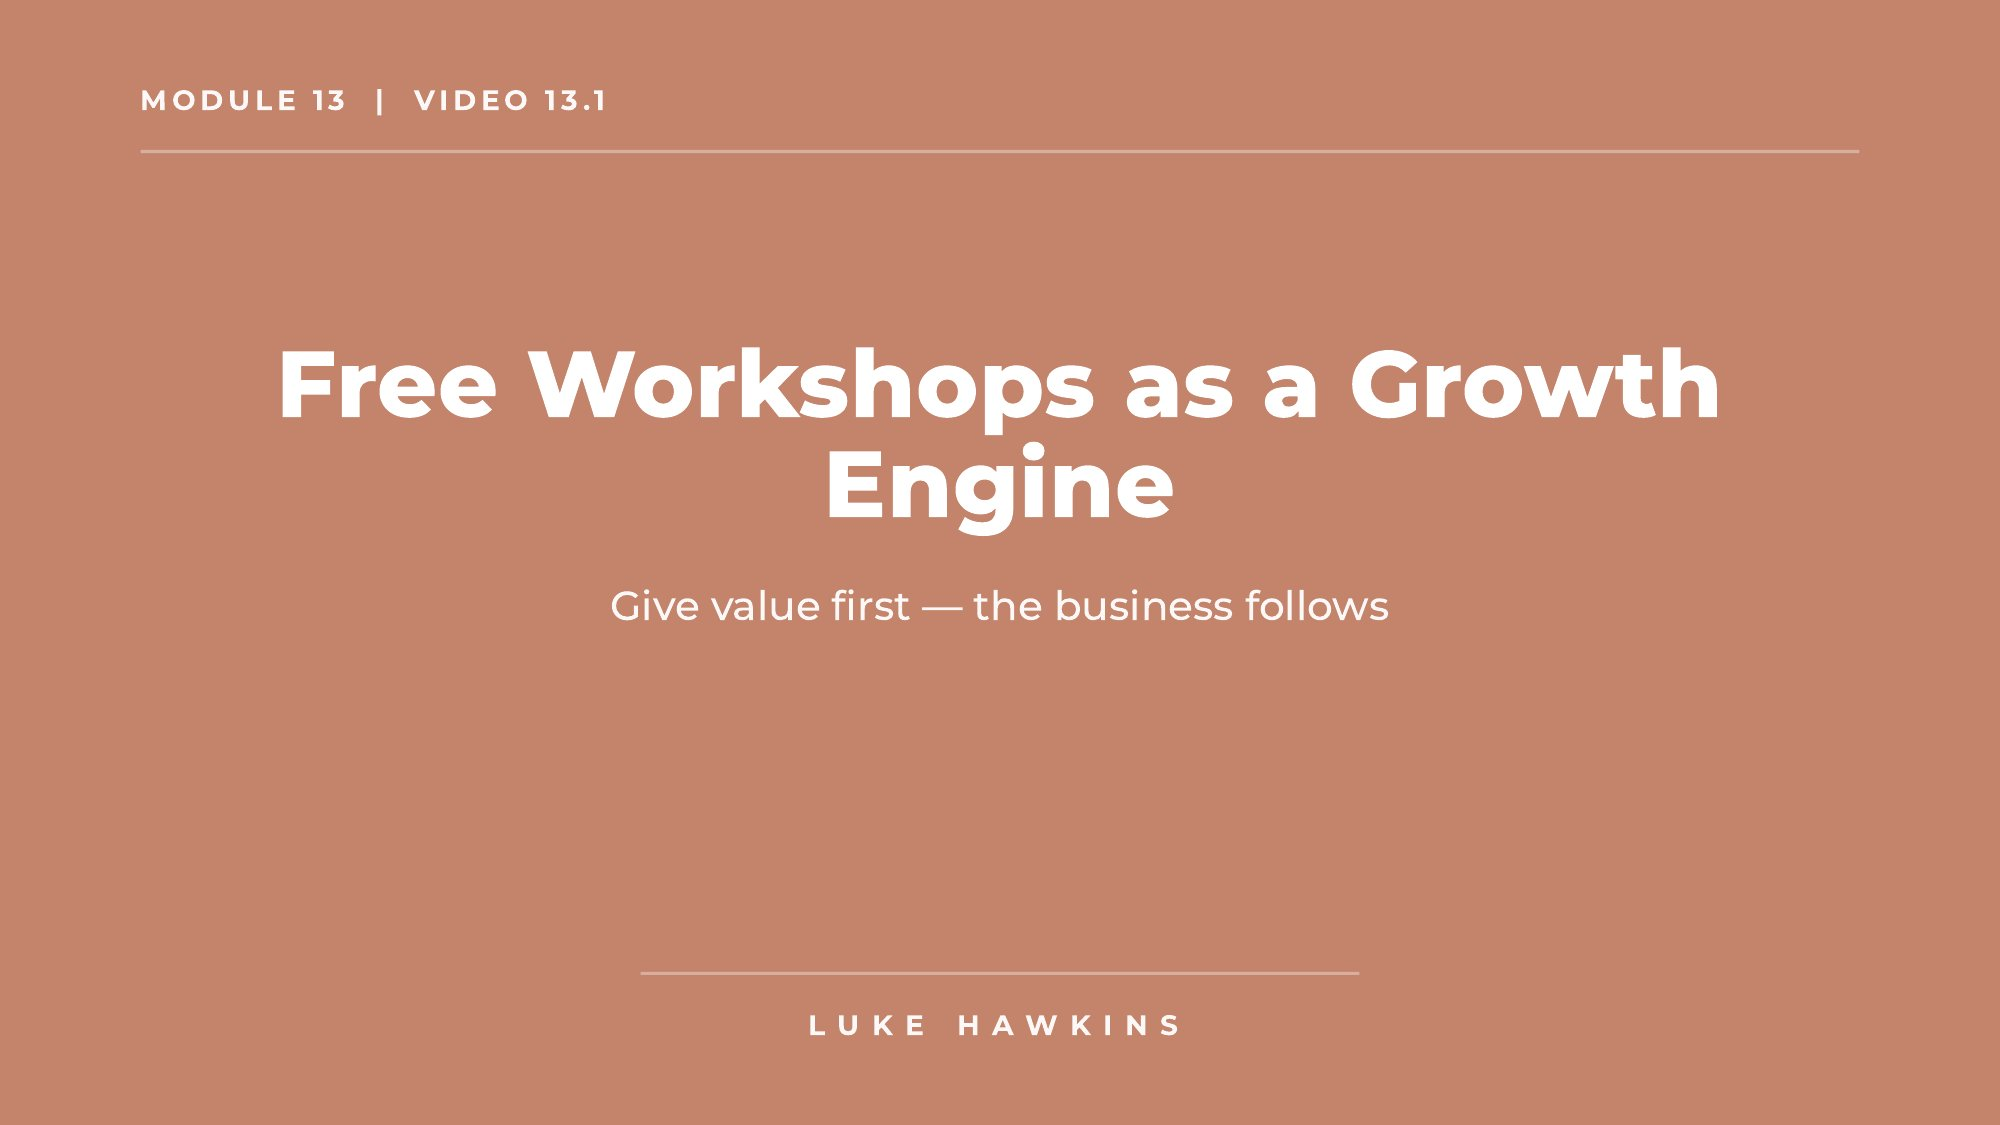 MODULE 13 | VIDEO 13.1
Free Workshops as a Growth
Engine
Give value first — the business follows
LUKE HAWKINS